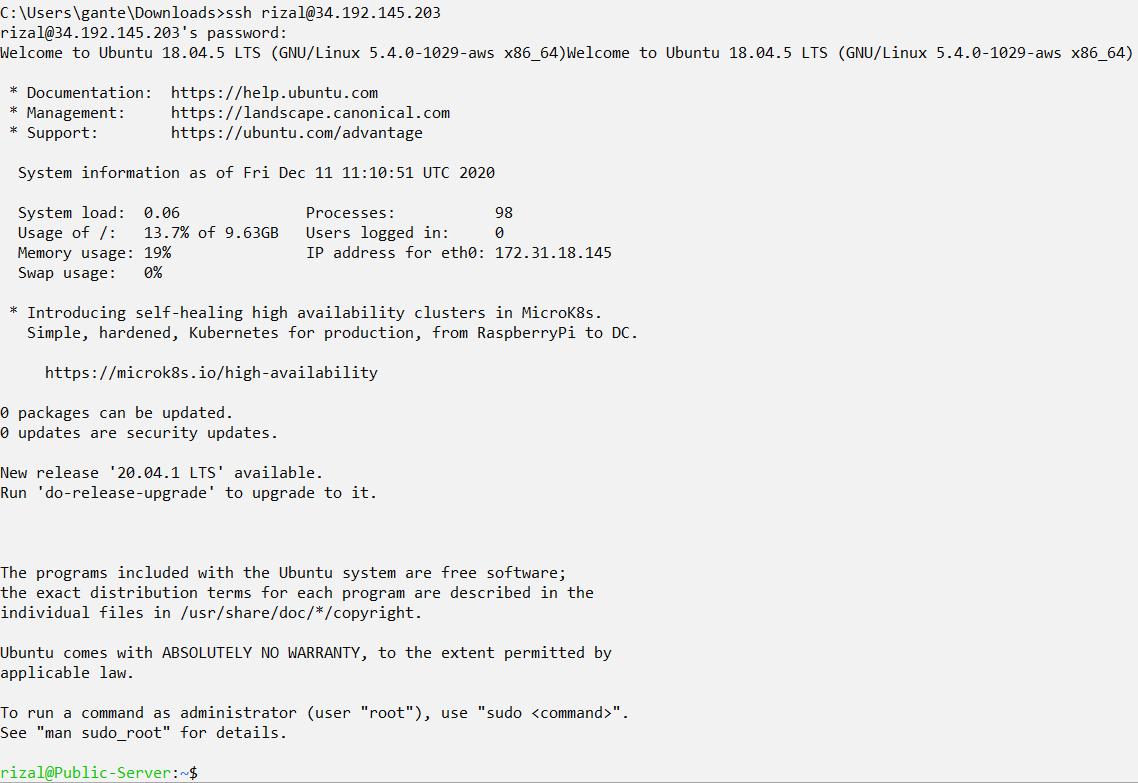 C:\Users\gante\Downloads>ssh rizal@34.192.145.203
rizal@34.192.145.203's password:
Welcome to Ubuntu 18.04.5 LTS (GNU/Linux 5.4.0-1029-aws x86_64)Welcome to Ubuntu 18.04.5 LTS (GNU/Linux 5.4.0-1029-aws x86_64)
* Documentation:  https://help.ubuntu.com
* Management:     https://landscape.canonical.com
* Support:        https://ubuntu.com/advantage
System information as of Fri Dec 11 11:10:51 UTC 2020
System load:  0.06              Processes:           98
Usage of /:   13.7% of 9.63GB   Users logged in:     0
Memory usage: 19%               IP address for eth0: 172.31.18.145
Swap usage:   0%
* Introducing self-healing high availability clusters in MicroK8s.
Simple, hardened, Kubernetes for production, from RaspberryPi to DC.
https://microk8s.io/high-availability
0 packages can be updated.
0 updates are security updates.
New release '20.04.1 LTS' available.
Run 'do-release-upgrade' to upgrade to it.
The programs included with the Ubuntu system are free software;
the exact distribution terms for each program are described in the
individual files in /usr/share/doc/*/copyright.
Ubuntu comes with ABSOLUTELY NO WARRANTY, to the extent permitted by
applicable law.
To run a command as administrator (user "root"), use "sudo <command>".
See "man sudo_root" for details.
rizal@Public-Server:~$